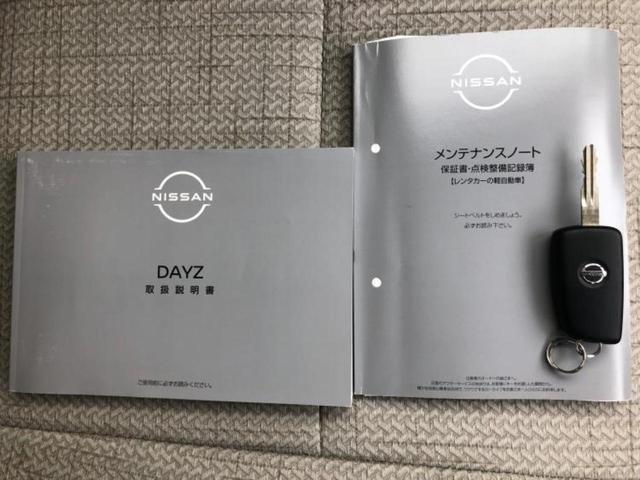 NISSAN
DAYZ
取扱説明書
ご使用前に必ずお読みください。
NISSAN
メンテナンスノート
保証書・点検整備記録簿
【レンタカーの軽自動車】
シートベルトをしめましょう。
必ずお読み下さい。